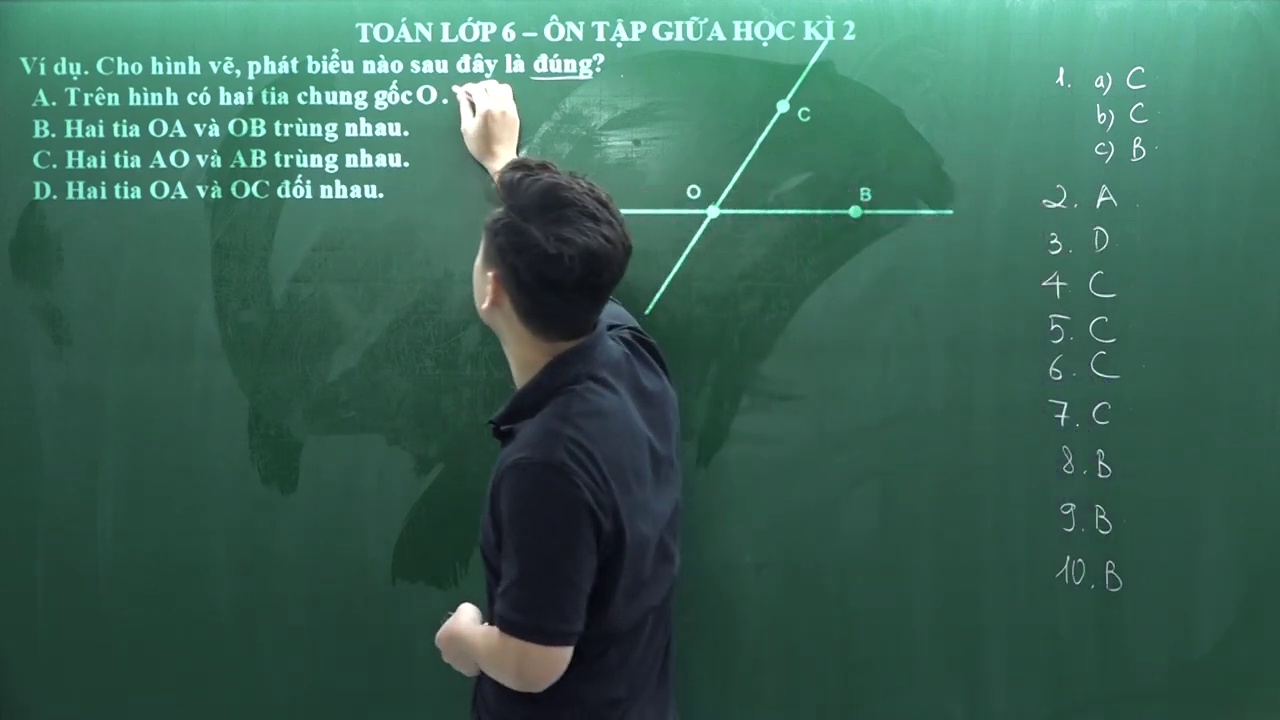 TOÁN LỚP 6 – ÔN TẬP GIỮA HỌC KÌ 2
Ví dụ. Cho hình vẽ, phát biểu nào sau đây là đúng?
A. Trên hình có hai tia chung gốc O.
B. Hai tia OA và OB trùng nhau.
C. Hai tia AO và AB trùng nhau.
D. Hai tia OA và OC đối nhau.
C
O
B
1. a) C
b) C
c) B
2. A
3. D
4. C
5. C
6. C
7. C
8. B
9. B
10. B